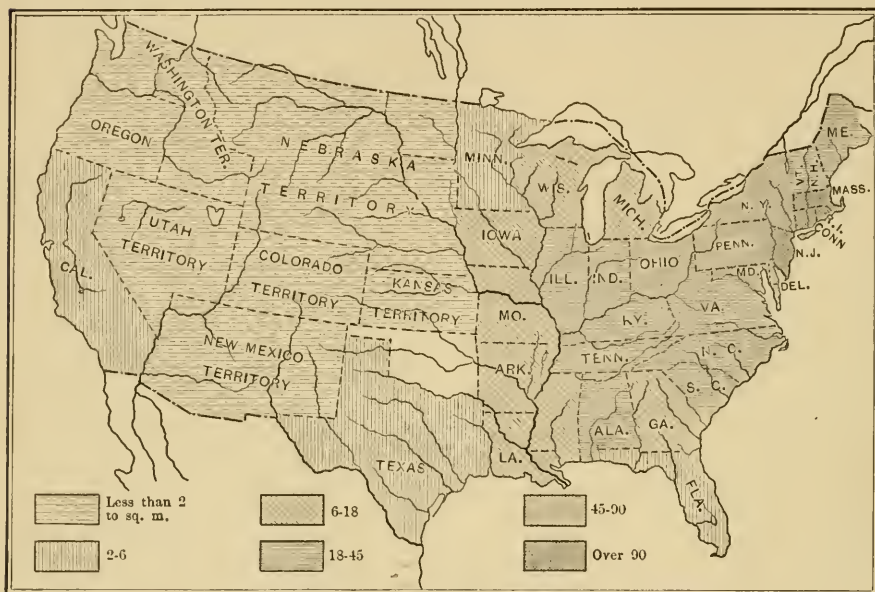 WASHINGTON TER.
OREGON
NEBRASKA
TERRITORY
MINN.
WIS.
MICH.
ME.
VT.
N.H.
MASS.
R.I.
CONN
N.Y.
UTAH
TERRITORY
IOWA
PENN.
N.J.
CAL.
COLORADO
TERRITORY
KANSAS
TERRITORY
ILL.
IND.
OHIO
MD.
DEL.
MO.
KY.
VA.
NEW MEXICO
TERRITORY
ARK.
TENN.
N. C.
S. C.
ALA.
GA.
TEXAS
LA.
FLA.
Less than 2
to sq. m.
6-18
45-90
2-6
18-45
Over 90